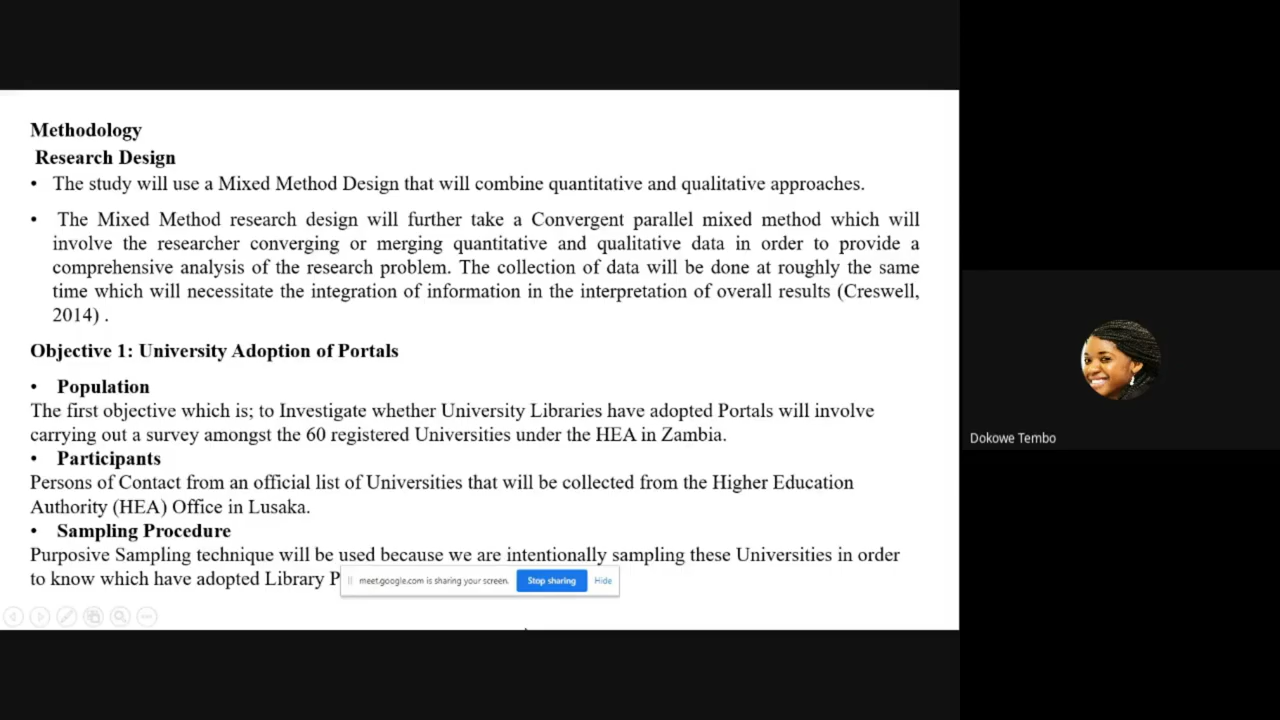 Methodology
Research Design
• The study will use a Mixed Method Design that will combine quantitative and qualitative approaches.
• The Mixed Method research design will further take a Convergent parallel mixed method which will
involve the researcher converging or merging quantitative and qualitative data in order to provide a
comprehensive analysis of the research problem. The collection of data will be done at roughly the same
time which will necessitate the integration of information in the interpretation of overall results (Creswell,
2014) .
Objective 1: University Adoption of Portals
• Population
The first objective which is; to Investigate whether University Libraries have adopted Portals will involve
carrying out a survey amongst the 60 registered Universities under the HEA in Zambia.
• Participants
Persons of Contact from an official list of Universities that will be collected from the Higher Education
Authority (HEA) Office in Lusaka.
• Sampling Procedure
Purposive Sampling technique will be used because we are intentionally sampling these Universities in order
to know which have adopted Library P
meet.google.com is sharing your screen. Stop sharing Hide
Dokowe Tembo